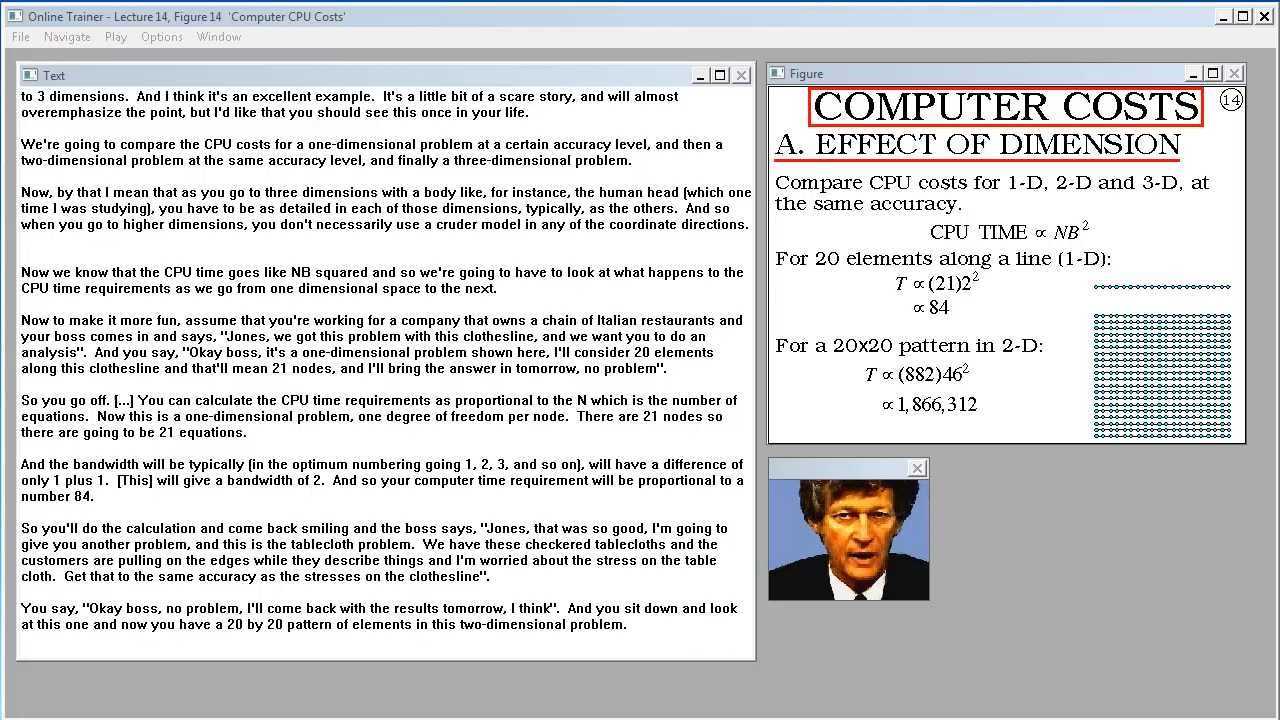 Online Trainer - Lecture 14, Figure 14 'Computer CPU Costs'
File Navigate Play Options Window
Text
to 3 dimensions. And I think it's an excellent example. It's a little bit of a scare story, and will almost
overemphasize the point, but I'd like that you should see this once in your life.
We're going to compare the CPU costs for a one-dimensional problem at a certain accuracy level, and then a
two-dimensional problem at the same accuracy level, and finally a three-dimensional problem.
Now, by that I mean that as you go to three dimensions with a body like, for instance, the human head (which one
time I was studying), you have to be as detailed in each of those dimensions, typically, as the others. And so
when you go to higher dimensions, you don't necessarily use a cruder model in any of the coordinate directions.
Now we know that the CPU time goes like NB squared and so we're going to have to look at what happens to the
CPU time requirements as we go from one dimensional space to the next.
Now to make it more fun, assume that you're working for a company that owns a chain of Italian restaurants and
your boss comes in and says, "Jones, we got this problem with this clothesline, and we want you to do an
analysis". And you say, "Okay boss, it's a one-dimensional problem shown here, I'll consider 20 elements
along this clothesline and that'll mean 21 nodes, and I'll bring the answer in tomorrow, no problem".
So you go off. [...] You can calculate the CPU time requirements as proportional to the N which is the number of
equations. Now this is a one-dimensional problem, one degree of freedom per node. There are 21 nodes so
there are going to be 21 equations.
And the bandwidth will be typically (in the optimum numbering going 1, 2, 3, and so on), will have a difference of
only 1 plus 1. [This] will give a bandwidth of 2. And so your computer time requirement will be proportional to a
number 84.
So you'll do the calculation and come back smiling and the boss says, "Jones, that was so good, I'm going to
give you another problem, and this is the tablecloth problem. We have these checkered tablecloths and the
customers are pulling on the edges while they describe things and I'm worried about the stress on the table
cloth. Get that to the same accuracy as the stresses on the clothesline".
You say, "Okay boss, no problem, I'll come back with the results tomorrow, I think". And you sit down and look
at this one and now you have a 20 by 20 pattern of elements in this two-dimensional problem.
Figure
COMPUTER COSTS
14
A. EFFECT OF DIMENSION
Compare CPU costs for 1-D, 2-D and 3-D, at
the same accuracy.
CPU TIME ∝ NB²
For 20 elements along a line (1-D):
T ∝ (21)2²
∝ 84
For a 20x20 pattern in 2-D:
T ∝ (882)46²
∝ 1,866,312